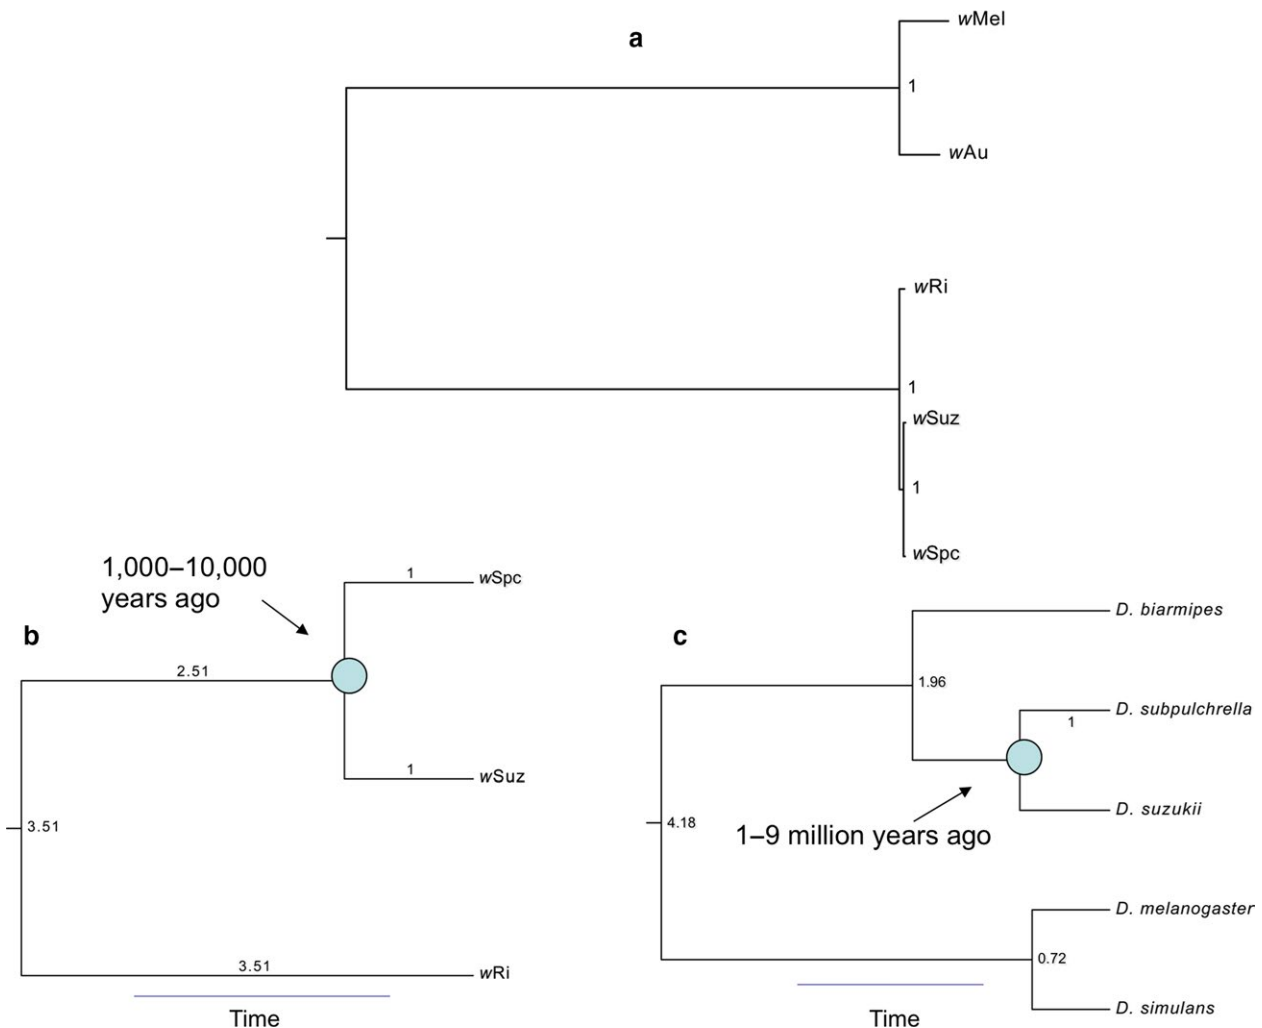 a
wMel
1
wAu
wRi
1
wSuz
1
wSpc
1,000–10,000
years ago
b
1
wSpc
2.51
1
wSuz
3.51
3.51
wRi
Time
c
D. biarmipes
1.96
D. subpulchrella
1
D. suzukii
4.18
1–9 million years ago
D. melanogaster
0.72
D. simulans
Time